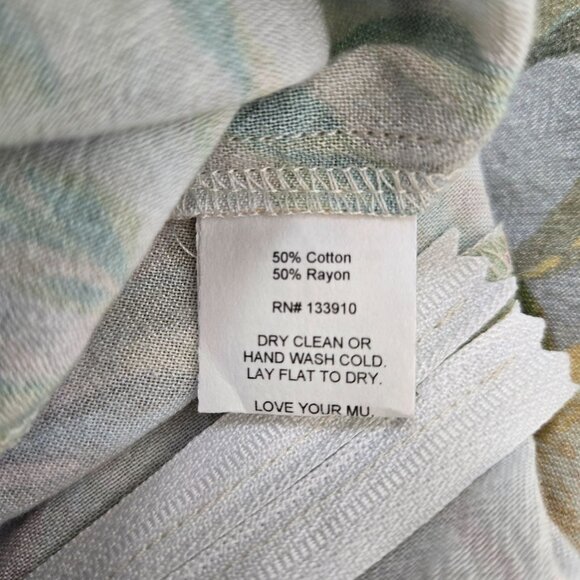 50% Cotton
50% Rayon
RN# 133910
DRY CLEAN OR
HAND WASH COLD.
LAY FLAT TO DRY.
LOVE YOUR MU.